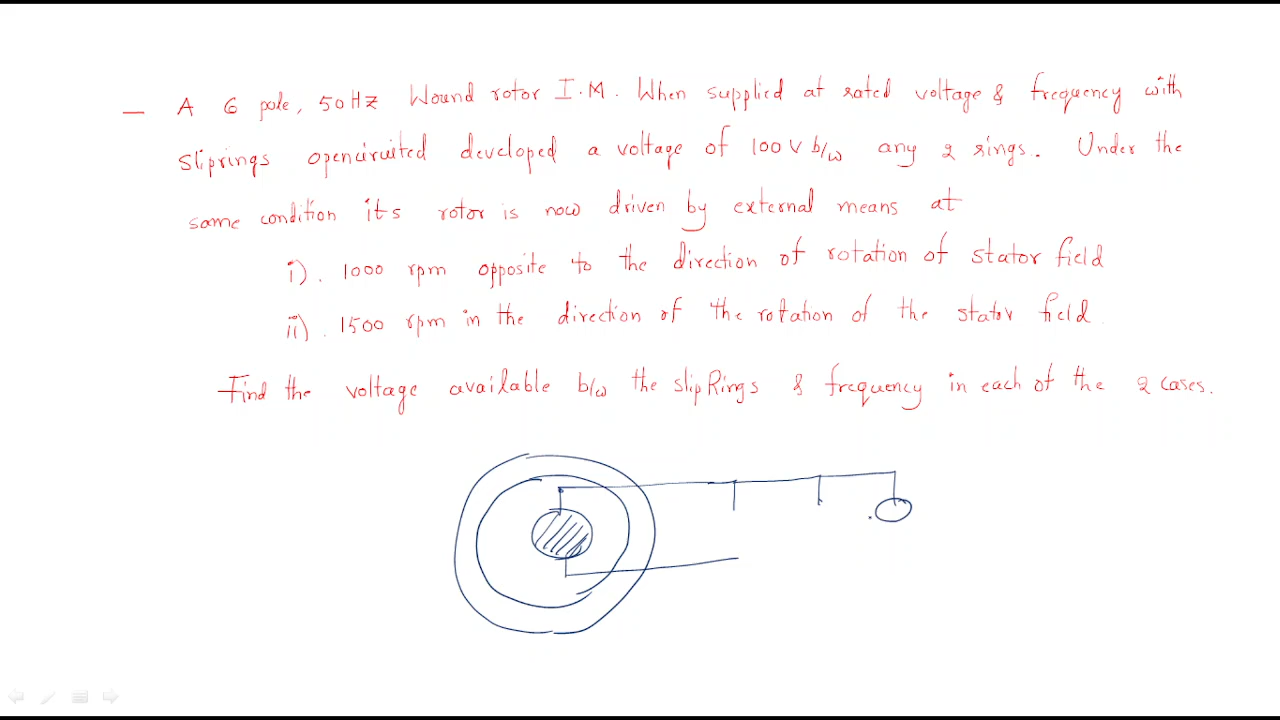 — A 6 pole, 50Hz Wound rotor I.M. When supplied at rated voltage & frequency with
sliprings opencircuited developed a voltage of 100V b/w any 2 rings. Under the
same condition its rotor is now driven by external means at
i). 1000 rpm opposite to the direction of rotation of stator field
ii). 1500 rpm in the direction of the rotation of the stator field.
Find the voltage available b/w the slipRings & frequency in each of the 2 cases.